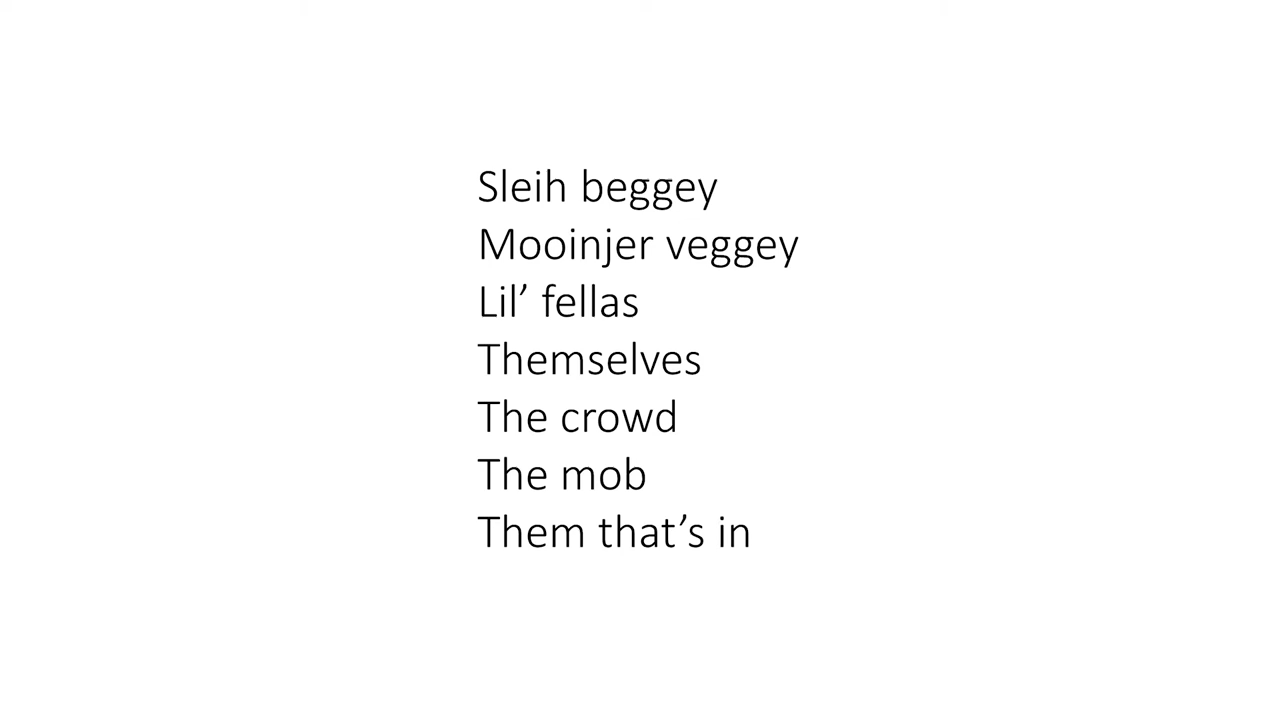 Sleih beggey
Mooinjer veggey
Lil’ fellas
Themselves
The crowd
The mob
Them that’s in